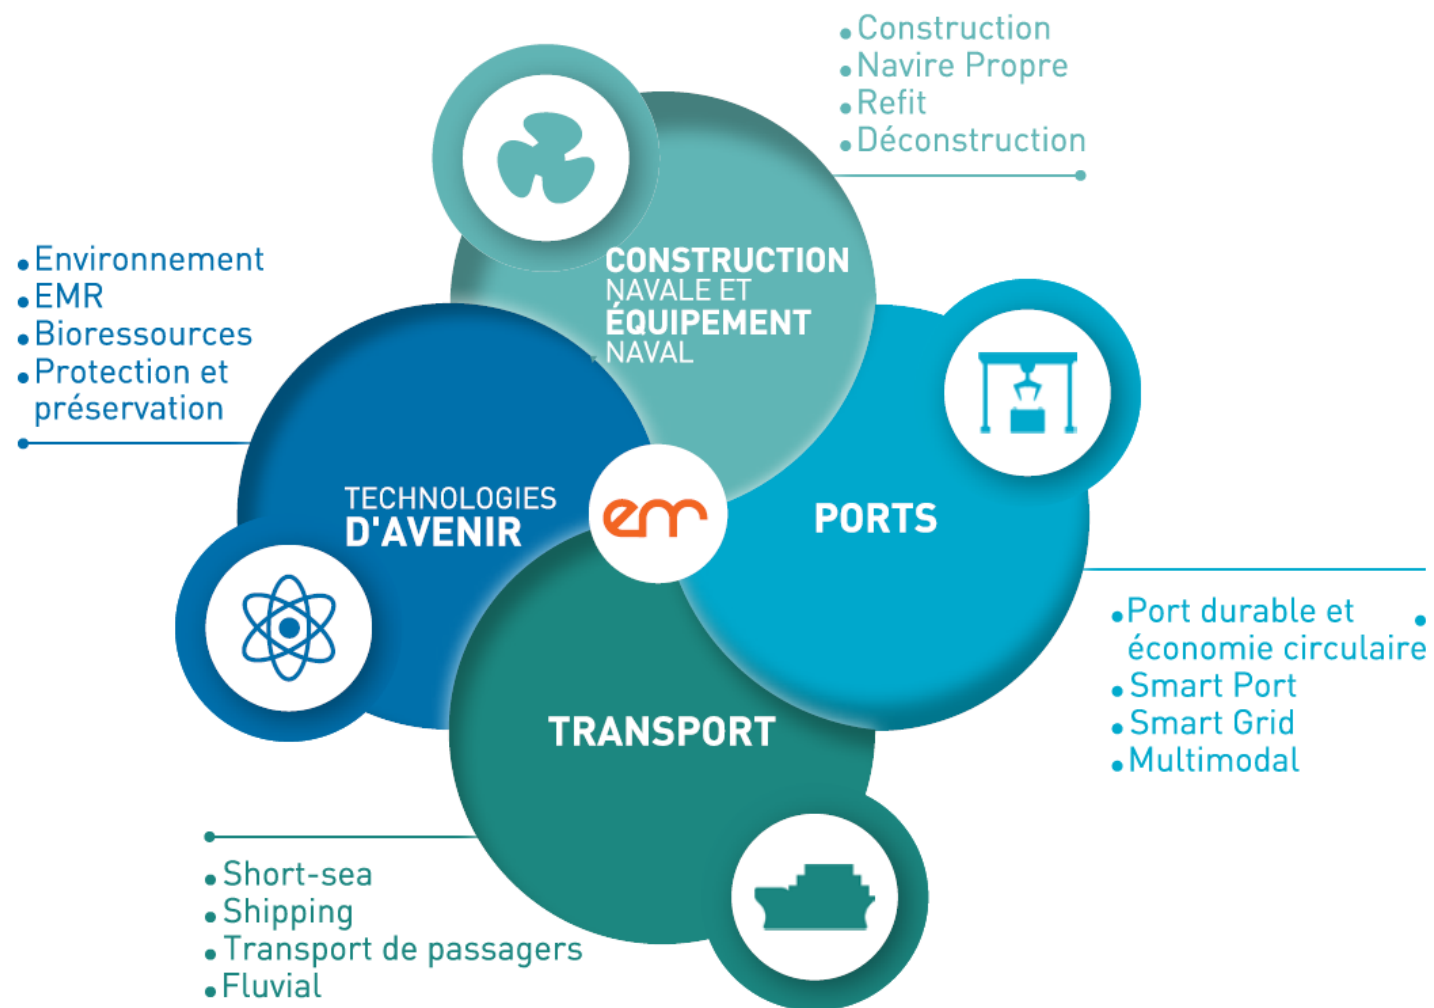 • Construction
• Navire Propre
• Refit
• Déconstruction
CONSTRUCTION
NAVALE ET
ÉQUIPEMENT
NAVAL
• Environnement
• EMR
• Bioressources
• Protection et
préservation
TECHNOLOGIES
D'AVENIR
emr
PORTS
• Port durable et
économie circulaire
• Smart Port
• Smart Grid
• Multimodal
TRANSPORT
• Short-sea
• Shipping
• Transport de passagers
• Fluvial